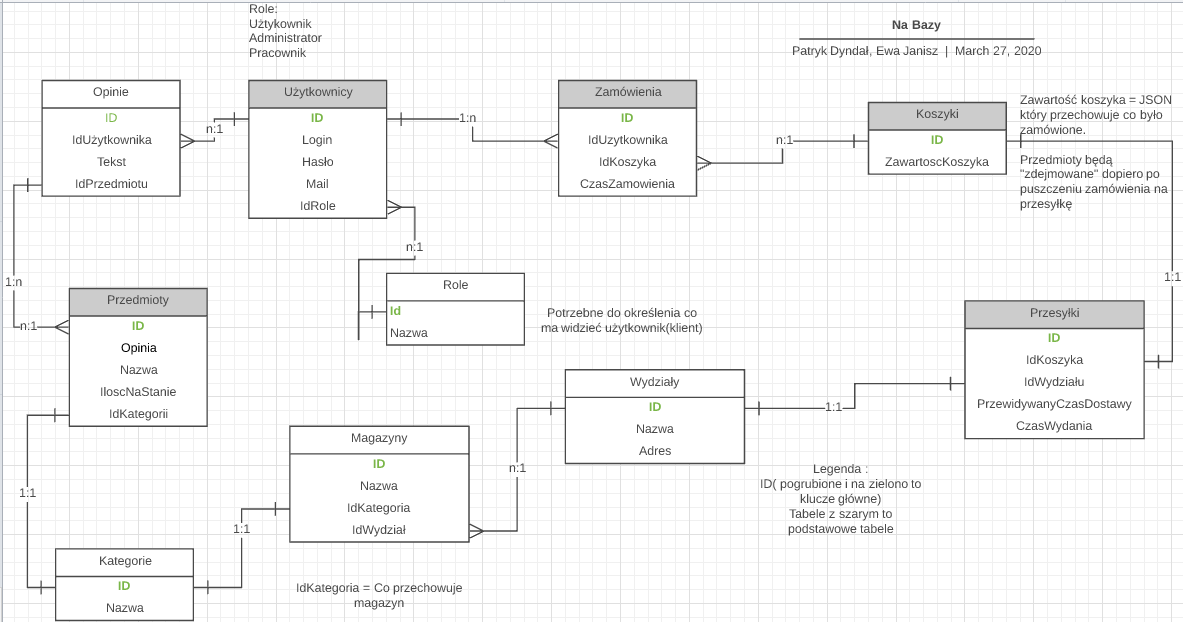 Role:
Użytkownik
Administrator
Pracownik
Na Bazy
Patryk Dyndał, Ewa Janisz | March 27, 2020
Opinie
ID
IdUżytkownika
Tekst
IdPrzedmiotu
n:1
Użytkownicy
ID
Login
Hasło
Mail
IdRole
1:n
Zamówienia
ID
IdUzytkownika
IdKoszyka
CzasZamowienia
n:1
Koszyki
ID
ZawartoscKoszyka
Zawartość koszyka = JSON
który przechowuje co było
zamówione.
Przedmioty będą
"zdejmowane" dopiero po
puszczeniu zamówienia na
przesyłkę
n:1
1:n
n:1
1:1
Przedmioty
ID
Opinia
Nazwa
IloscNaStanie
IdKategorii
Role
Id
Nazwa
Potrzebne do określenia co
ma widzieć użytkownik(klient)
Przesyłki
ID
IdKoszyka
IdWydziału
PrzewidywanyCzasDostawy
CzasWydania
Wydziały
ID
Nazwa
Adres
1:1
Magazyny
ID
Nazwa
IdKategoria
IdWydział
n:1
1:1
1:1
Legenda :
ID( pogrubione i na zielono to
klucze główne)
Tabele z szarym to
podstawowe tabele
Kategorie
ID
Nazwa
IdKategoria = Co przechowuje
magazyn